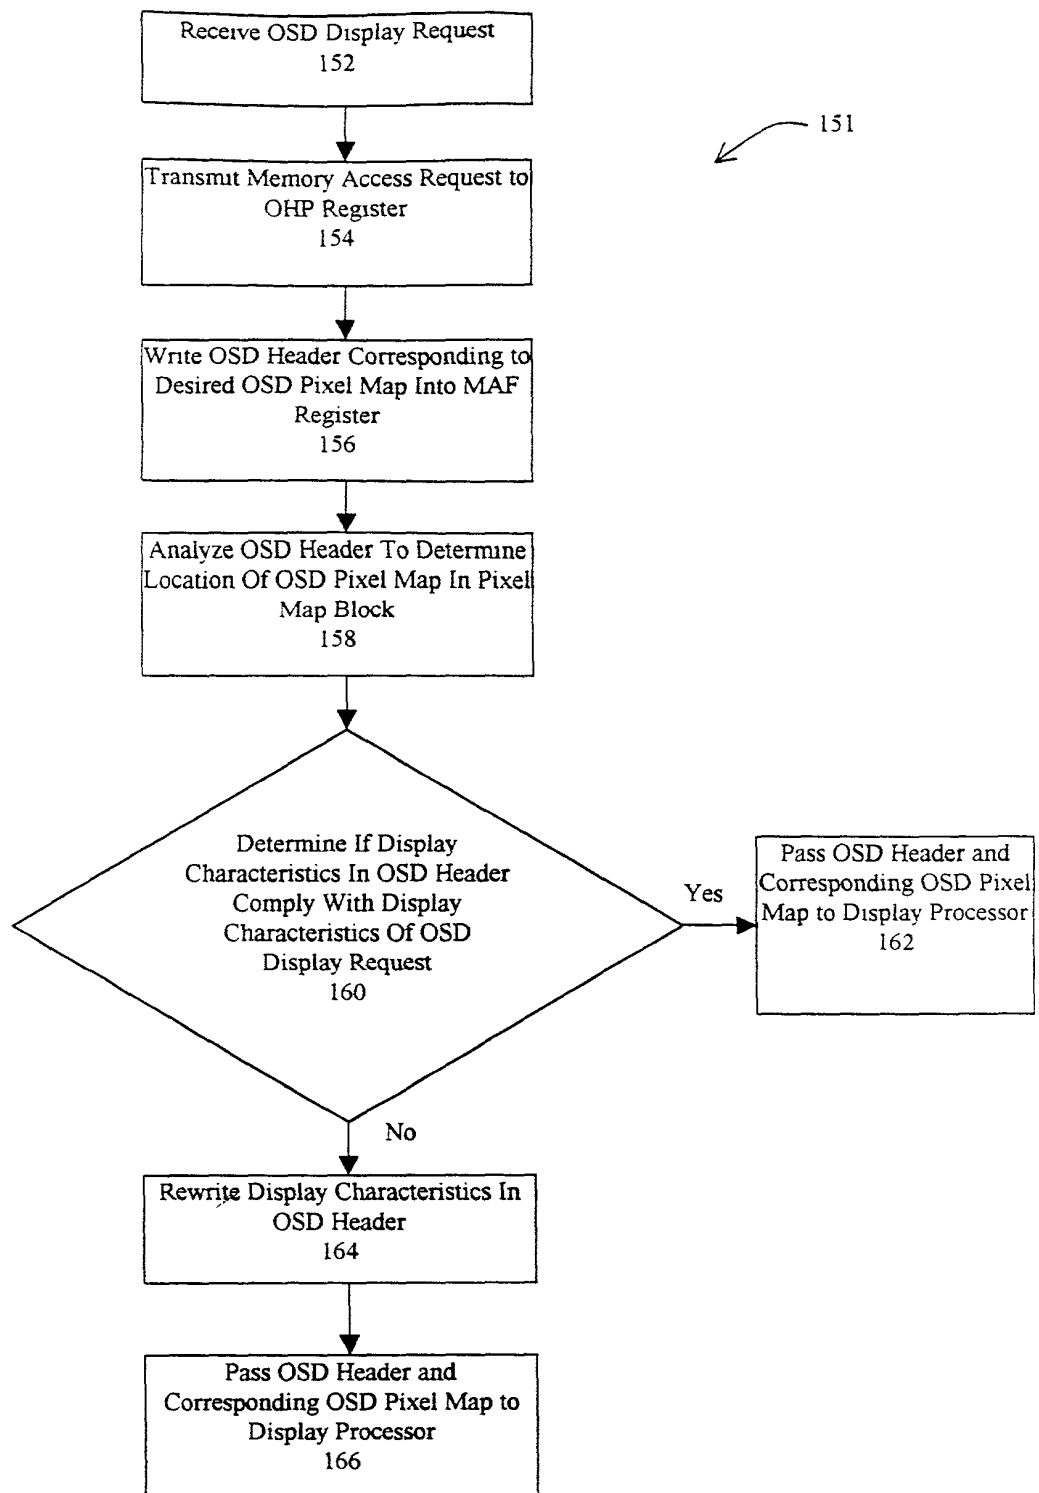 Receive OSD Display Request
152
151
Transmit Memory Access Request to
OHP Register
154
Write OSD Header Corresponding to
Desired OSD Pixel Map Into MAF
Register
156
Analyze OSD Header To Determine
Location Of OSD Pixel Map In Pixel
Map Block
158
Determine If Display
Characteristics In OSD Header
Comply With Display
Characteristics Of OSD
Display Request
160
Yes
Pass OSD Header and
Corresponding OSD Pixel
Map to Display Processor
162
No
Rewrite Display Characteristics In
OSD Header
164
Pass OSD Header and
Corresponding OSD Pixel Map to
Display Processor
166